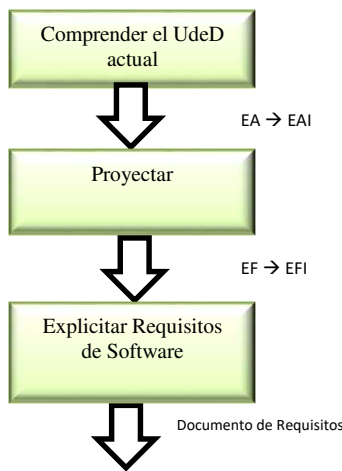 Comprender el UdeD
actual
EA → EAI
Proyectar
EF → EFI
Explicitar Requisitos
de Software
Documento de Requisitos